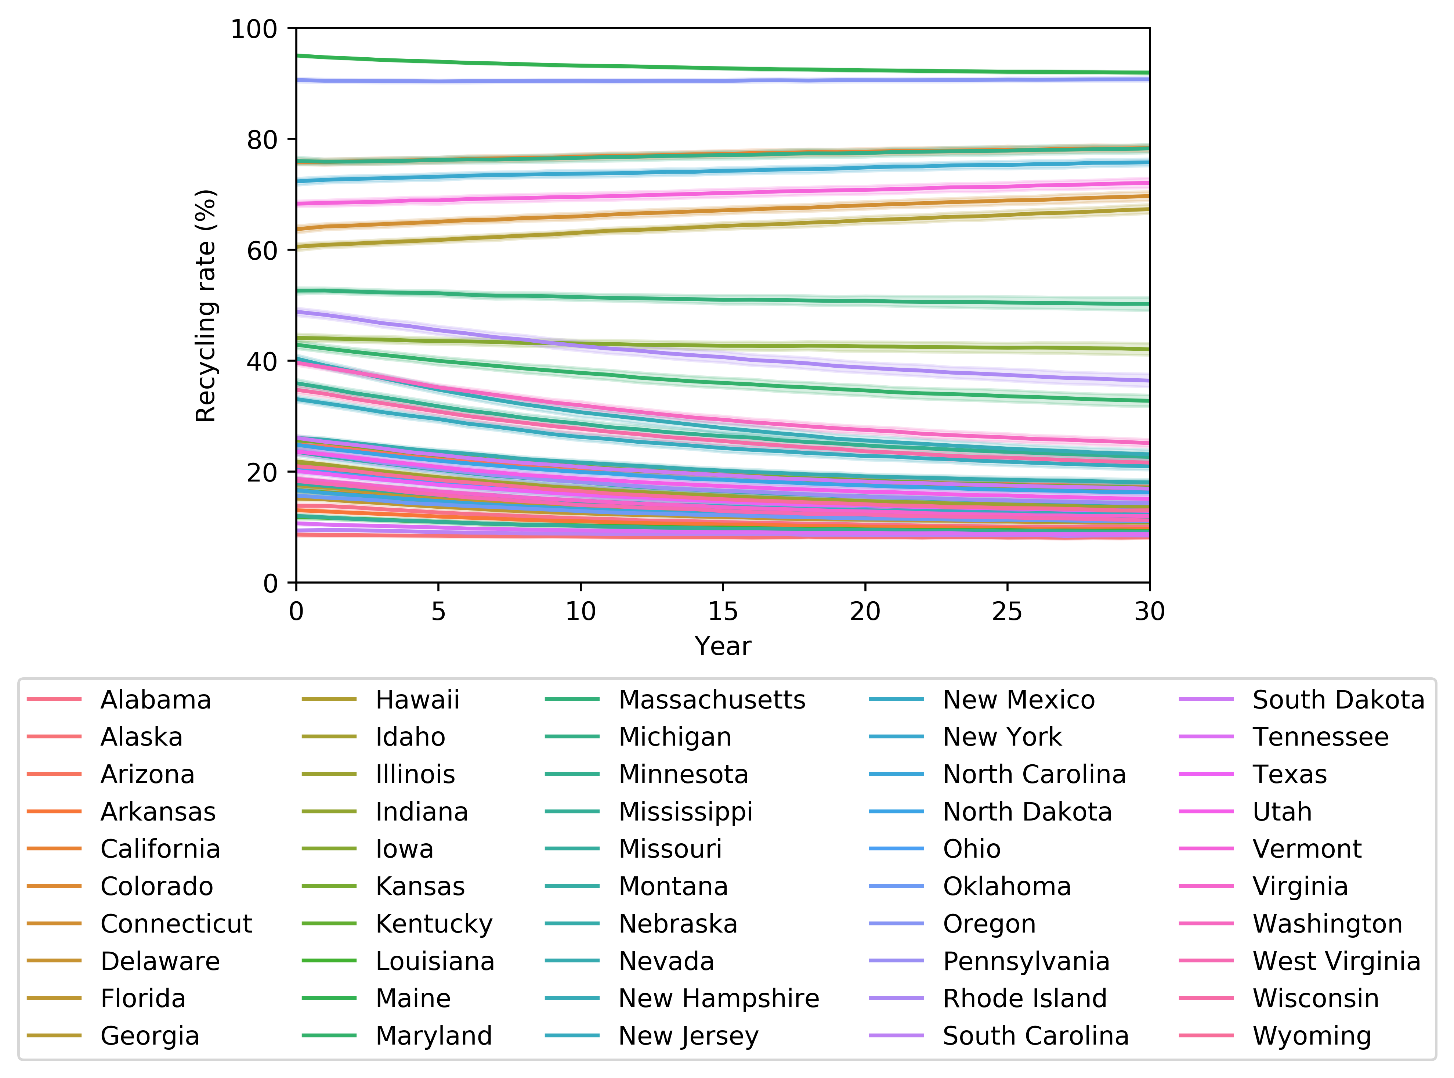 100
80
60
40
20
0
Recycling rate (%)
0 5 10 15 20 25 30
Year
Alabama Hawaii Massachusetts New Mexico South Dakota
Alaska Idaho Michigan New York Tennessee
Arizona Illinois Minnesota North Carolina Texas
Arkansas Indiana Mississippi North Dakota Utah
California Iowa Missouri Ohio Vermont
Colorado Kansas Montana Oklahoma Virginia
Connecticut Kentucky Nebraska Oregon Washington
Delaware Louisiana Nevada Pennsylvania West Virginia
Florida Maine New Hampshire Rhode Island Wisconsin
Georgia Maryland New Jersey South Carolina Wyoming